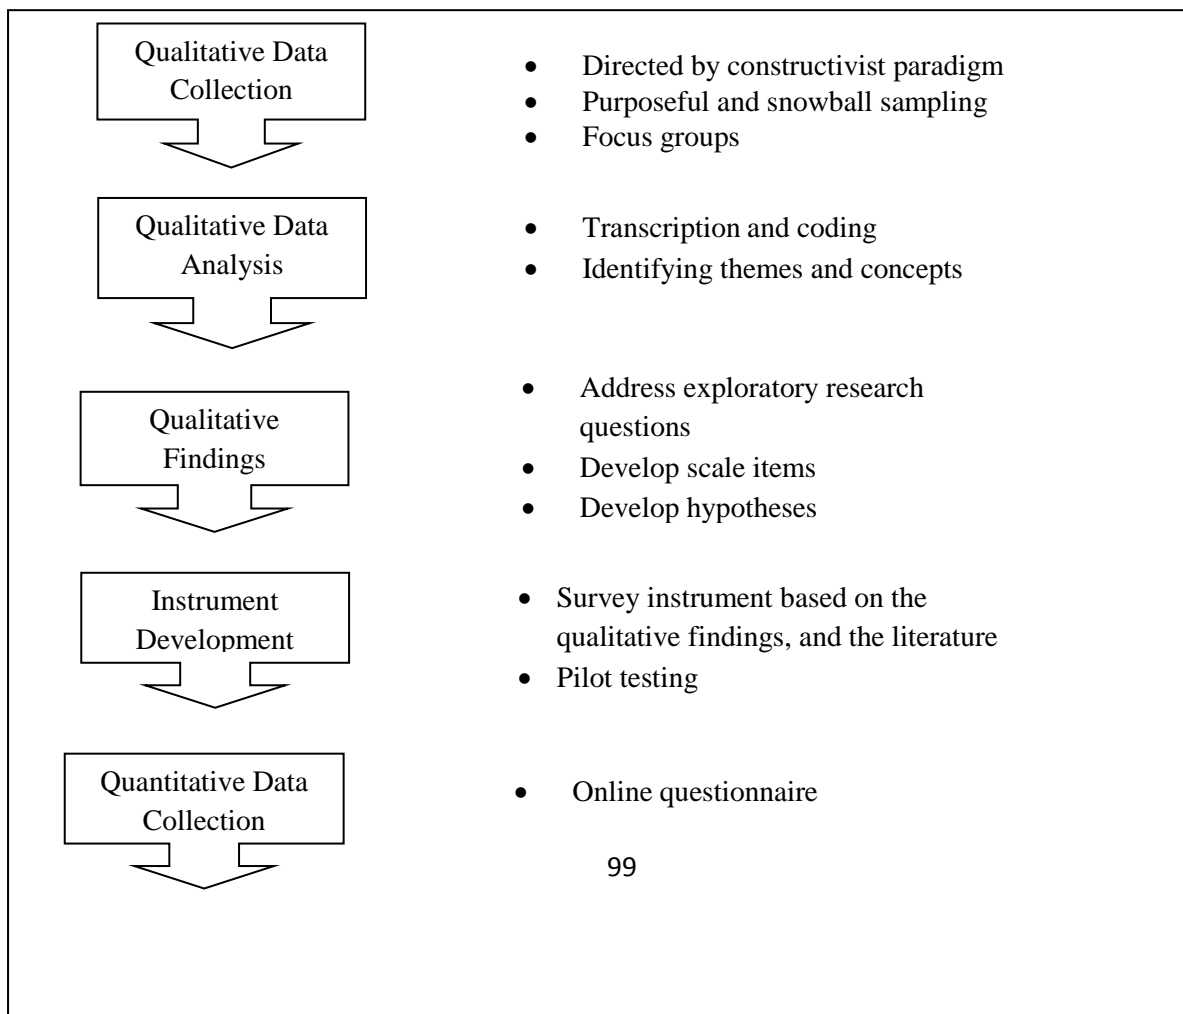 Qualitative Data
Collection
• Directed by constructivist paradigm
• Purposeful and snowball sampling
• Focus groups
Qualitative Data
Analysis
• Transcription and coding
• Identifying themes and concepts
Qualitative
Findings
• Address exploratory research
questions
• Develop scale items
• Develop hypotheses
Instrument
Development
• Survey instrument based on the
qualitative findings, and the literature
• Pilot testing
Quantitative Data
Collection
• Online questionnaire
99